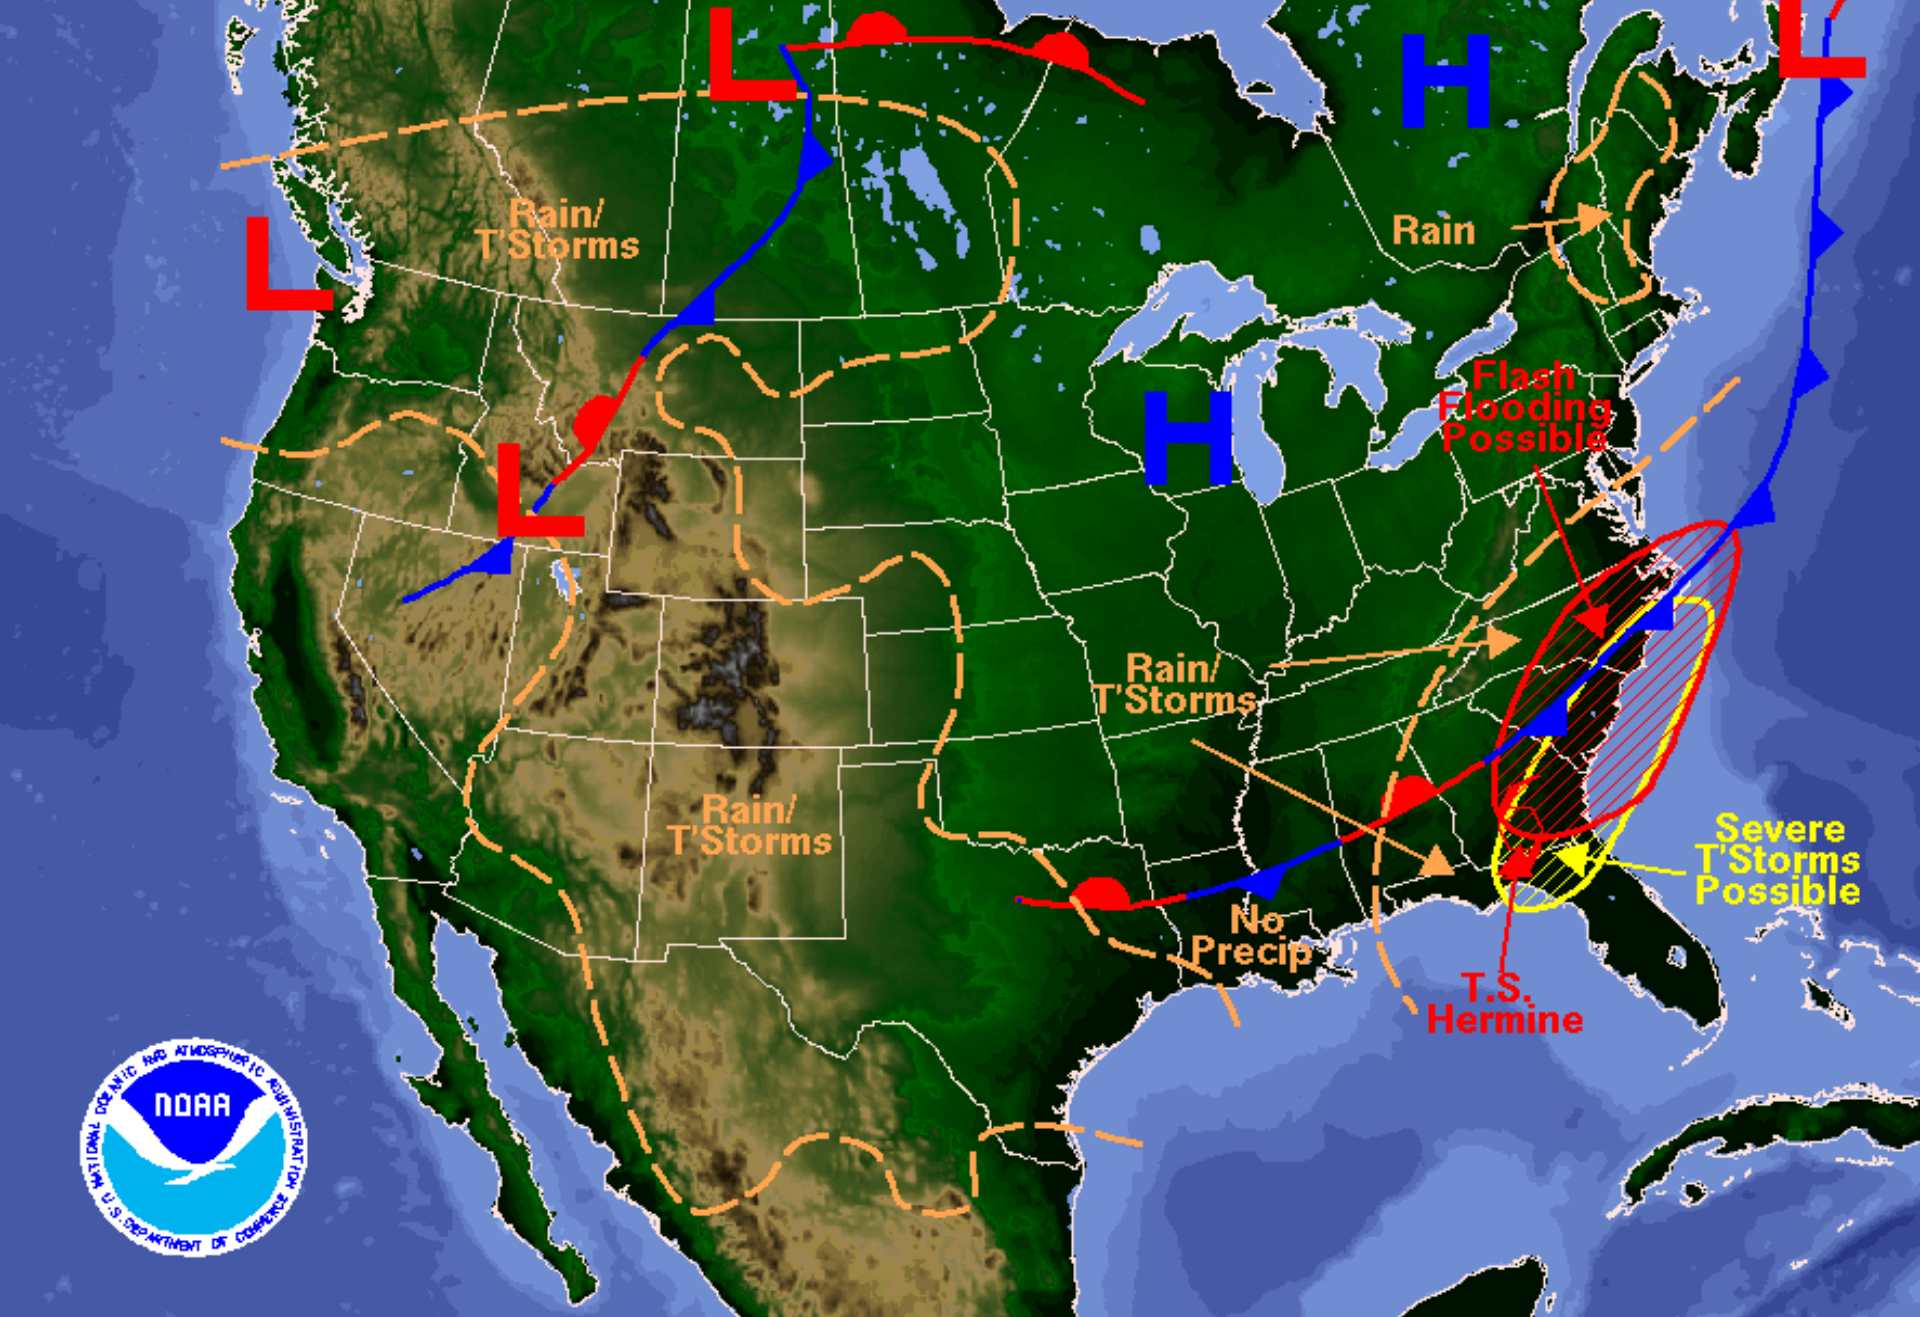 L
H
L
Rain/
T'Storms
Rain
L
Flash
Flooding
Possible
H
L
Rain/
T'Storms
Rain/
T'Storms
Severe
T'Storms
Possible
No
Precip
T.S.
Hermine
NOAA
NATIONAL OCEANIC AND ATMOSPHERIC ADMINISTRATION
U.S. DEPARTMENT OF COMMERCE